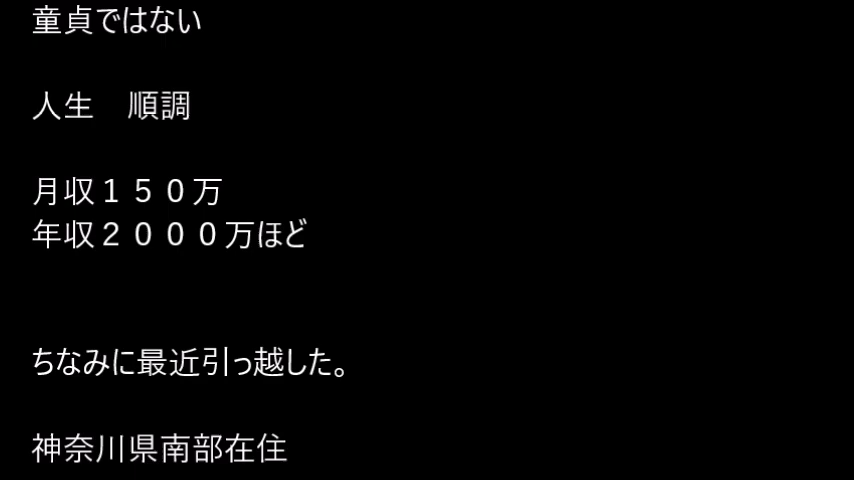 童貞ではない
人生　順調
月収１５０万
年収２０００万ほど
ちなみに最近引っ越した。
神奈川県南部在住